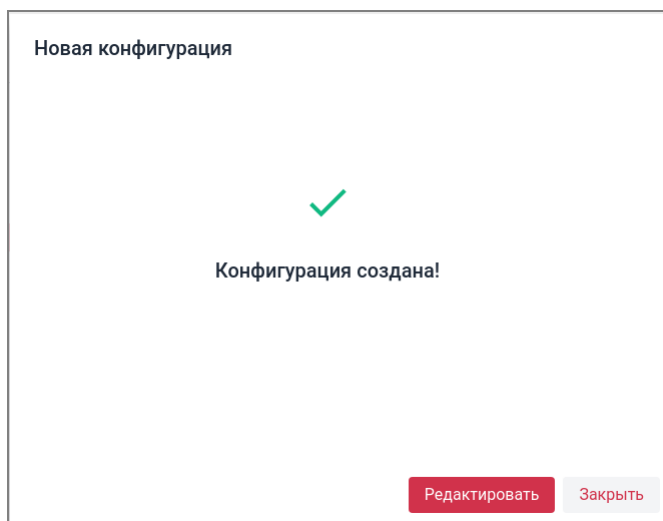 Новая конфигурация
Конфигурация создана!
Редактировать
Закрыть